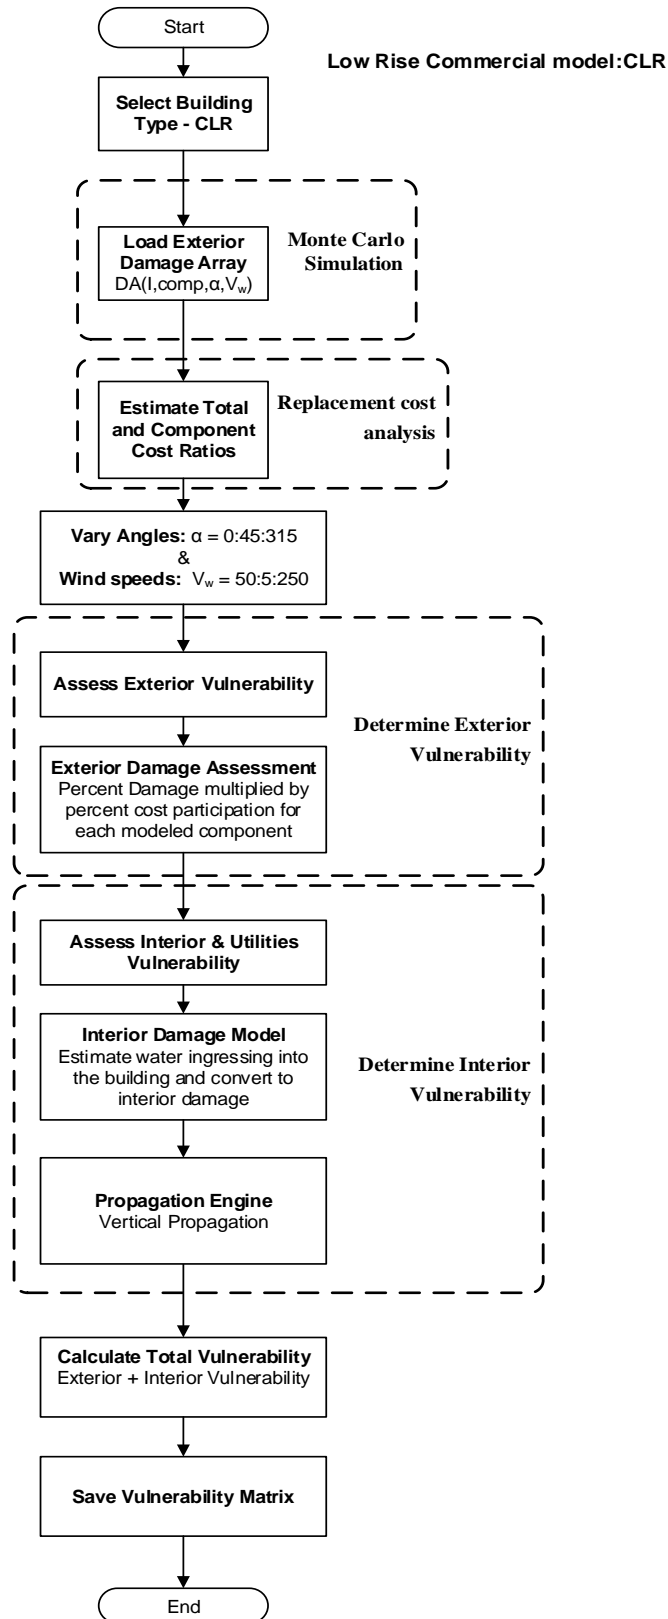 Start
Low Rise Commercial model:CLR
Select Building
Type - CLR
Load Exterior
Damage Array
DA(I,comp,α,Vw)
Monte Carlo
Simulation
Estimate Total
and Component
Cost Ratios
Replacement cost
analysis
Vary Angles: α = 0:45:315
&
Wind speeds: Vw = 50:5:250
Assess Exterior Vulnerability
Exterior Damage Assessment
Percent Damage multiplied by
percent cost participation for
each modeled component
Determine Exterior
Vulnerability
Assess Interior & Utilities
Vulnerability
Interior Damage Model
Estimate water ingressing into
the building and convert to
interior damage
Determine Interior
Vulnerability
Propagation Engine
Vertical Propagation
Calculate Total Vulnerability
Exterior + Interior Vulnerability
Save Vulnerability Matrix
End